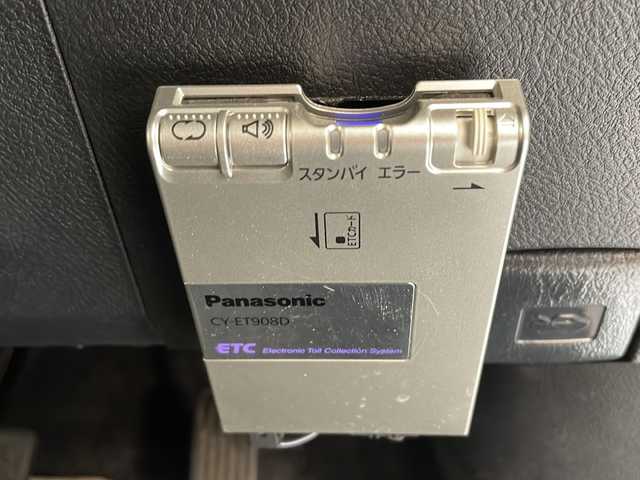 スタンバイ エラー
ETCカード
Panasonic
CY-ET908D
ETC Electronic Toll Collection System